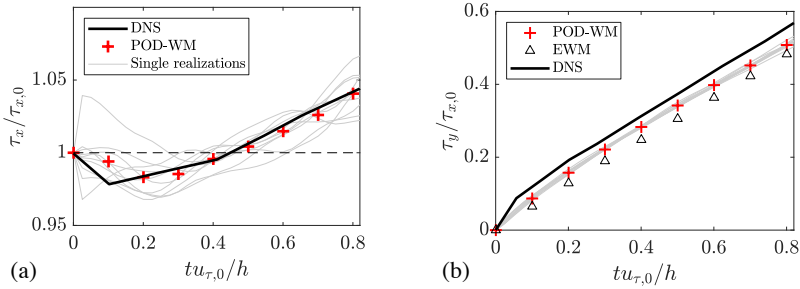 DNS
POD-WM
Single realizations
1.05
1
0.95
τx/τx,0
0 0.2 0.4 0.6 0.8
tuτ,0/h
(a)
POD-WM
EWM
DNS
0.6
0.4
0.2
0
τy/τx,0
0 0.2 0.4 0.6 0.8
tuτ,0/h
(b)